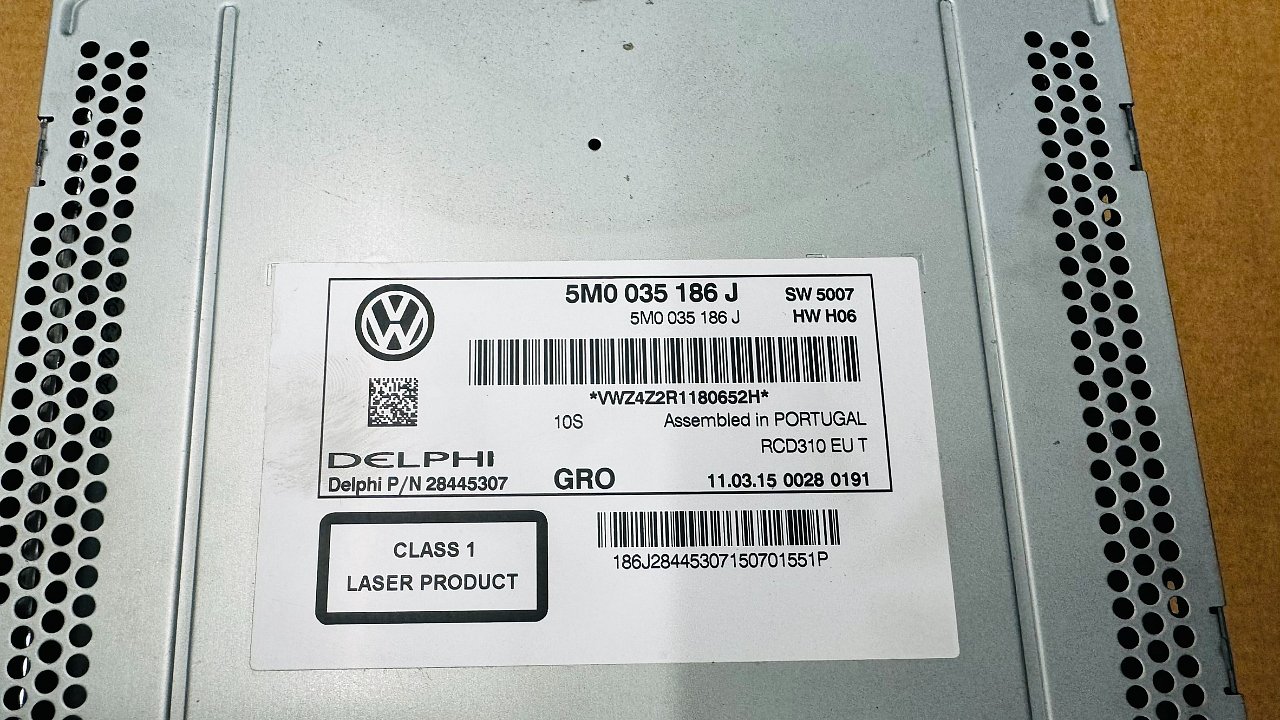 5M0 035 186 J SW 5007
5M0 035 186 J HW H06
*VWZ4Z2R1180652H*
10S Assembled in PORTUGAL
RCD310 EU T
DELPHI
Delphi P/N 28445307 GRO 11.03.15 0028 0191
CLASS 1
LASER PRODUCT
186J28445307150701551P